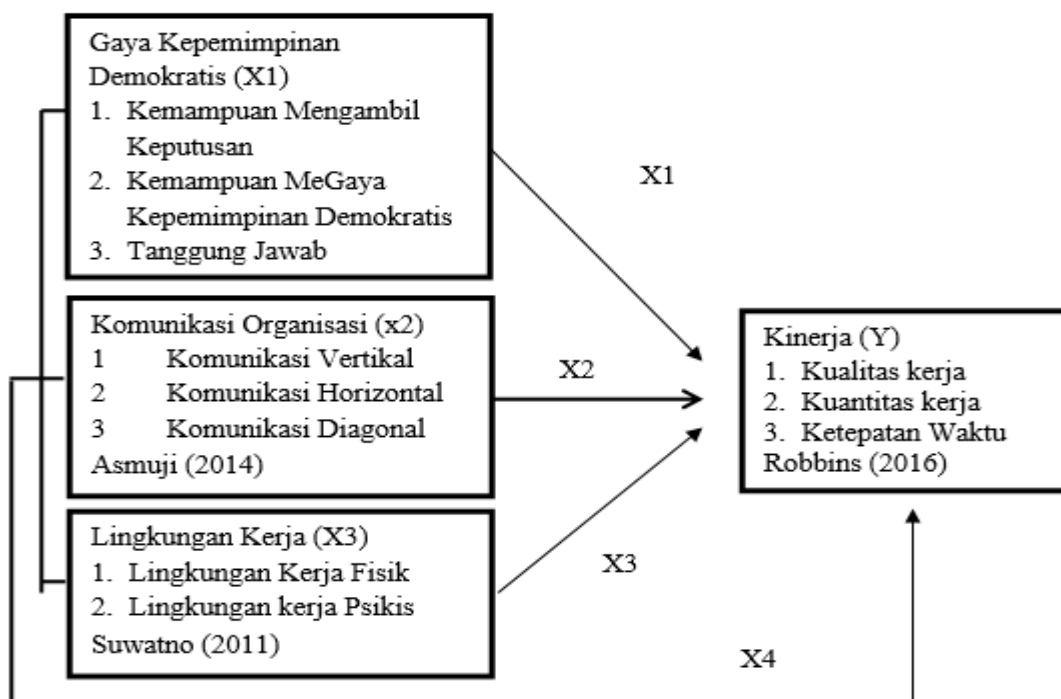 Gaya Kepemimpinan
Demokratis (X1)
1. Kemampuan Mengambil
Keputusan
2. Kemampuan MeGaya
Kepemimpinan Demokratis
3. Tanggung Jawab
X1
Komunikasi Organisasi (x2)
1 Komunikasi Vertikal
2 Komunikasi Horizontal
3 Komunikasi Diagonal
Asmuji (2014)
X2
Kinerja (Y)
1. Kualitas kerja
2. Kuantitas kerja
3. Ketepatan Waktu
Robbins (2016)
Lingkungan Kerja (X3)
1. Lingkungan Kerja Fisik
2. Lingkungan kerja Psikis
Suwatno (2011)
X3
X4